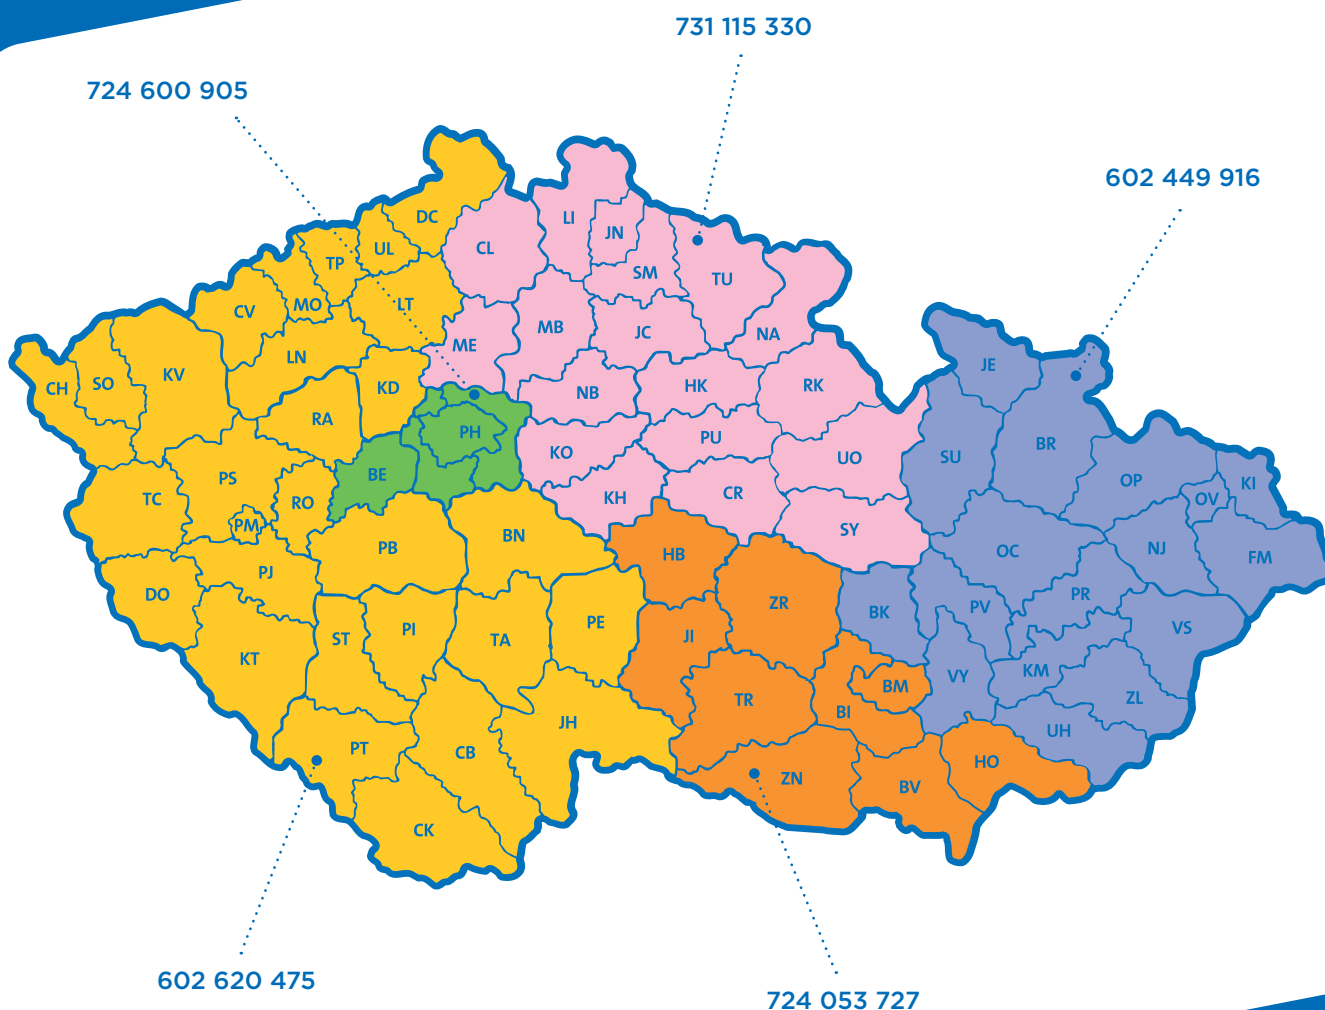 731 115 330
724 600 905
602 449 916
DC
LI
JN
UL
CL
TP
SM
TU
LT
MO
CV
MB
JC
NA
ME
LN
JE
KV
SO
CH
KD
NB
HK
RK
RA
PH
PU
BR
KO
UO
SU
BE
PS
CR
OP
KI
TC
RO
KH
OV
PM
SY
BN
PB
HB
OC
NJ
FM
PJ
DO
ZR
PE
BK
PV
PR
PI
ST
TA
JI
VS
KT
BM
VY
KM
TR
BI
ZL
JH
UH
PT
CB
HO
ZN
BV
CK
602 620 475
724 053 727